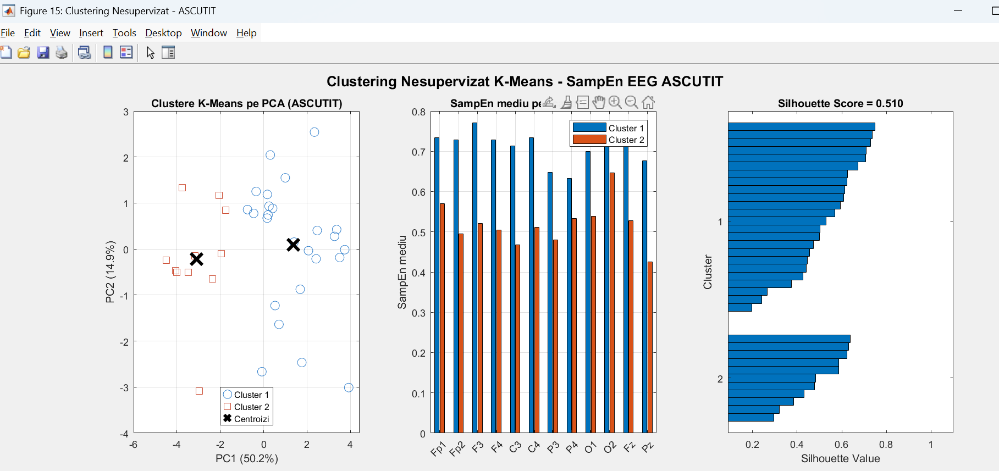 Figure 15: Clustering Nesupervizat - ASCUTIT
File Edit View Insert Tools Desktop Window Help
Clustering Nesupervizat K-Means - SampEn EEG ASCUTIT
Clustere K-Means pe PCA (ASCUTIT)
3
2
1
0
-1
-2
-3
-4
-6 -4 -2 0 2 4
PC1 (50.2%)
PC2 (14.9%)
Cluster 1
Cluster 2
Centroizi
SampEn mediu
0.8
0.7
0.6
0.5
0.4
0.3
0.2
0.1
0
Fp1 Fp2 F3 F4 C3 C4 P3 P4 O1 O2 Fz Pz
SampEn mediu
Cluster 1
Cluster 2
Silhouette Score = 0.510
1
2
0.2 0.4 0.6 0.8 1
Silhouette Value
Cluster